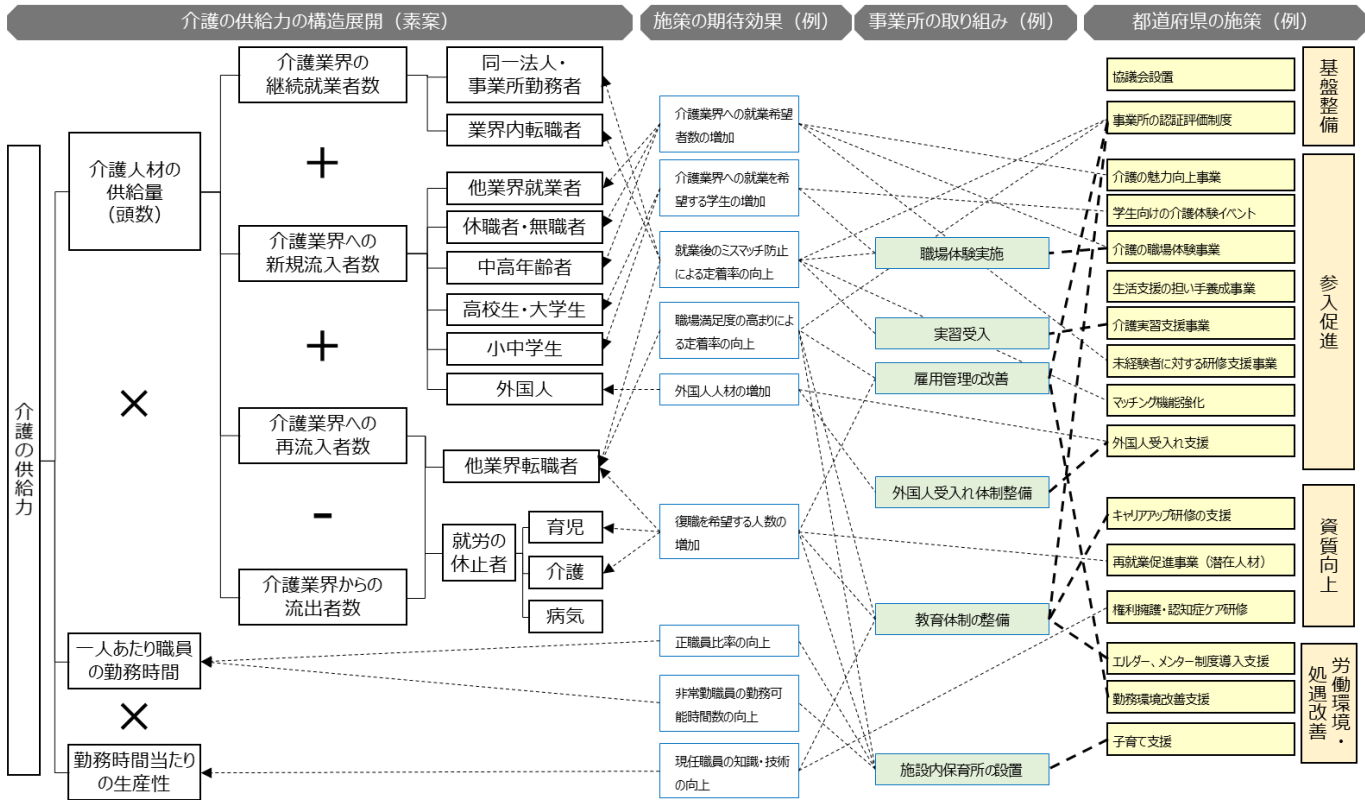 介護の供給力の構造展開（素案）
施策の期待効果（例）
事業所の取り組み（例）
都道府県の施策（例）
介護の供給力
介護人材の
供給量
（頭数）
×
一人あたり職員
の勤務時間
×
勤務時間当たり
の生産性
介護業界の
継続就業者数
+
介護業界への
新規流入者数
+
介護業界への
再流入者数
-
介護業界からの
流出者数
同一法人・
事業所勤務者
業界内転職者
他業界就業者
休職者・無職者
中高年齢者
高校生・大学生
小中学生
外国人
他業界転職者
就労の
休止者
育児
介護
病気
介護業界への就業希望
者数の増加
介護業界への就業を希
望する学生の増加
就業後のミスマッチ防止
による定着率の向上
職場満足度の高まりによ
る定着率の向上
外国人人材の増加
復職を希望する人数の
増加
正職員比率の向上
非常勤職員の勤務可
能時間数の向上
現任職員の知識・技術
の向上
職場体験実施
実習受入
雇用管理の改善
外国人受入れ体制整備
教育体制の整備
施設内保育所の設置
協議会設置
事業所の認証評価制度
介護の魅力向上事業
学生向けの介護体験イベント
介護の職場体験事業
生活支援の担い手養成事業
介護実習支援事業
未経験者に対する研修支援事業
マッチング機能強化
外国人受入れ支援
キャリアアップ研修の支援
再就業促進事業（潜在人材）
権利擁護・認知症ケア研修
エルダー、メンター制度導入支援
勤務環境改善支援
子育て支援
基盤整備
参入促進
資質向上
労働環境・
処遇改善